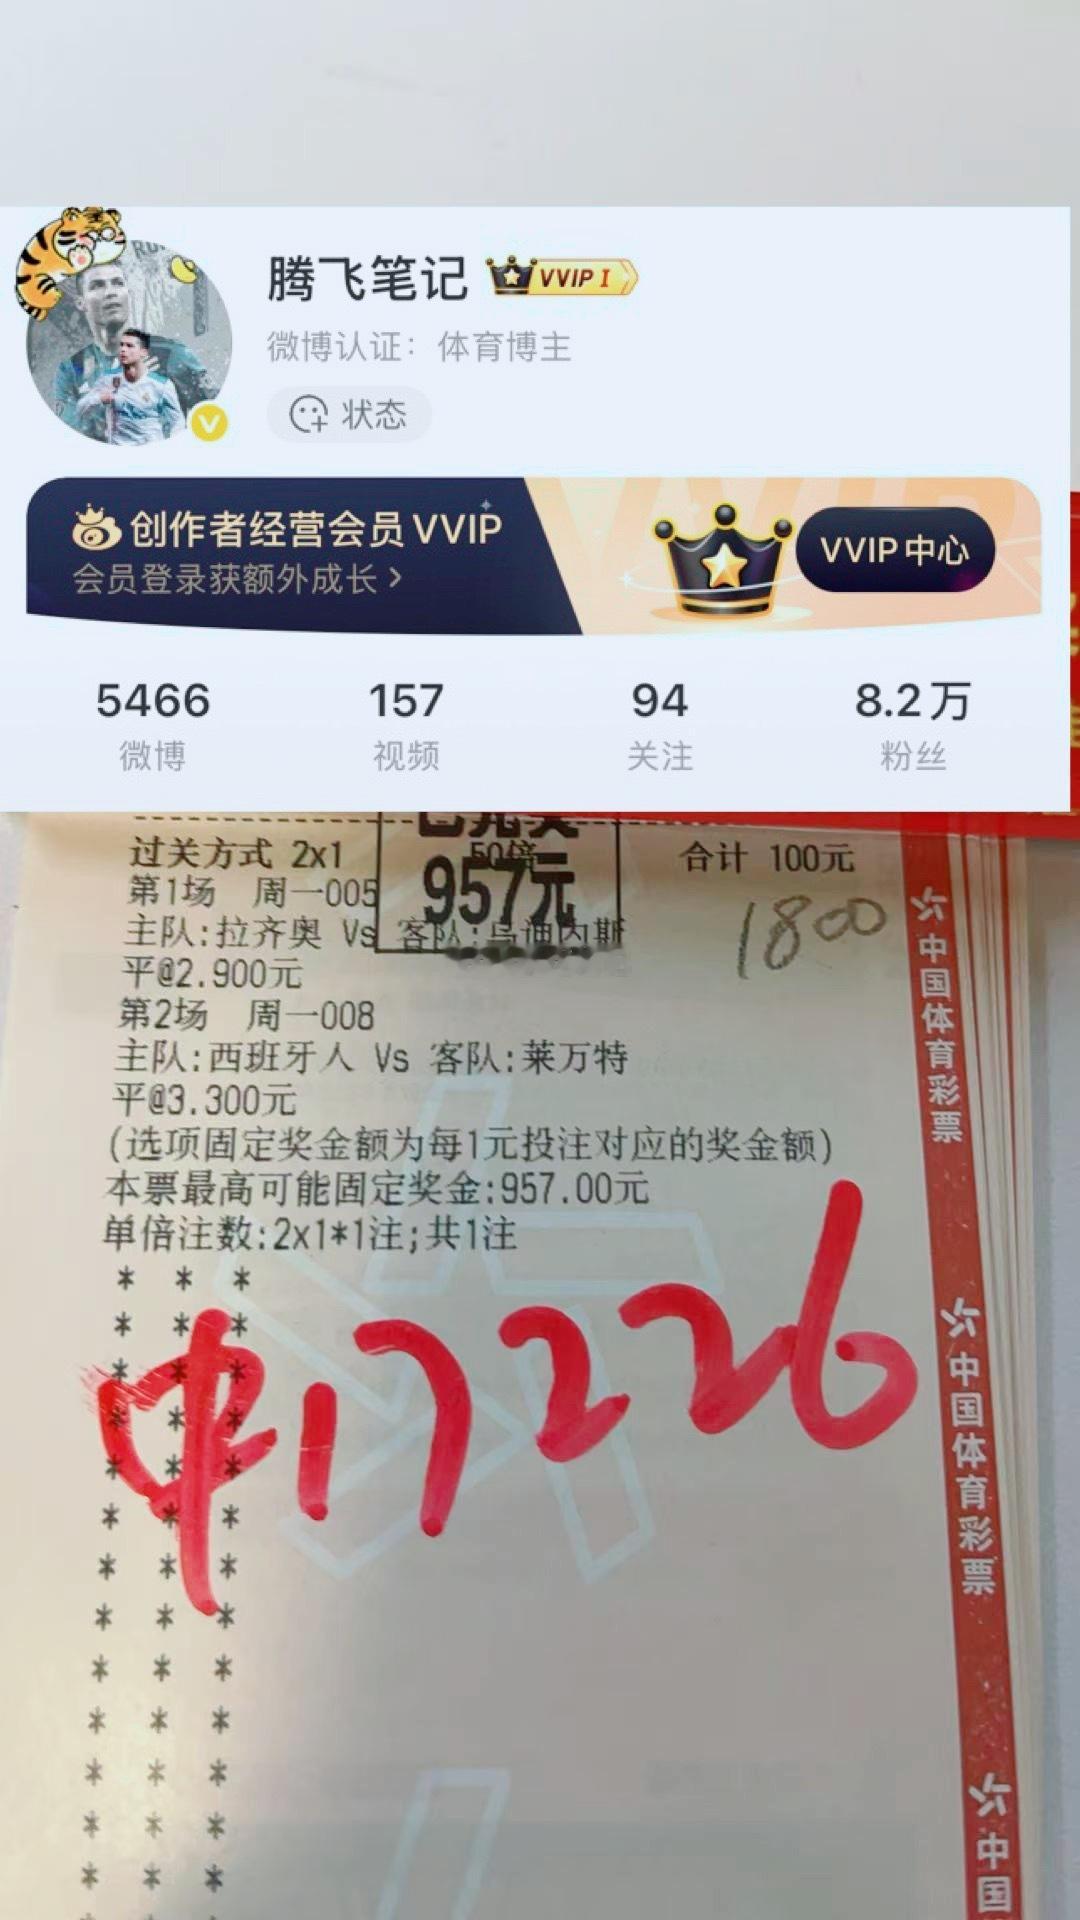 腾飞笔记 VVIP I
微博认证：体育博主
状态
创作者经营会员 VVIP
会员登录获额外成长 >
VVIP中心
5466 157 94 8.2万
微博 视频 关注 粉丝
已兑奖
957元
过关方式 2x1 50倍 合计 100元
1800
第1场 周一005
主队:拉齐奥 Vs 客队:乌迪内斯
平@2.900元
第2场 周一008
主队:西班牙人 Vs 客队:莱万特
平@3.300元
(选项固定奖金额为每1元投注对应的奖金额)
本票最高可能固定奖金:957.00元
单倍注数:2x1*1注;共1注
* * *
* * *
* * *
* * *
* * *
* * *
* * *
* * *
* * *
* * *
* * *
* * *
* * *
中17226
中国体育彩票
中国体育彩票
中国